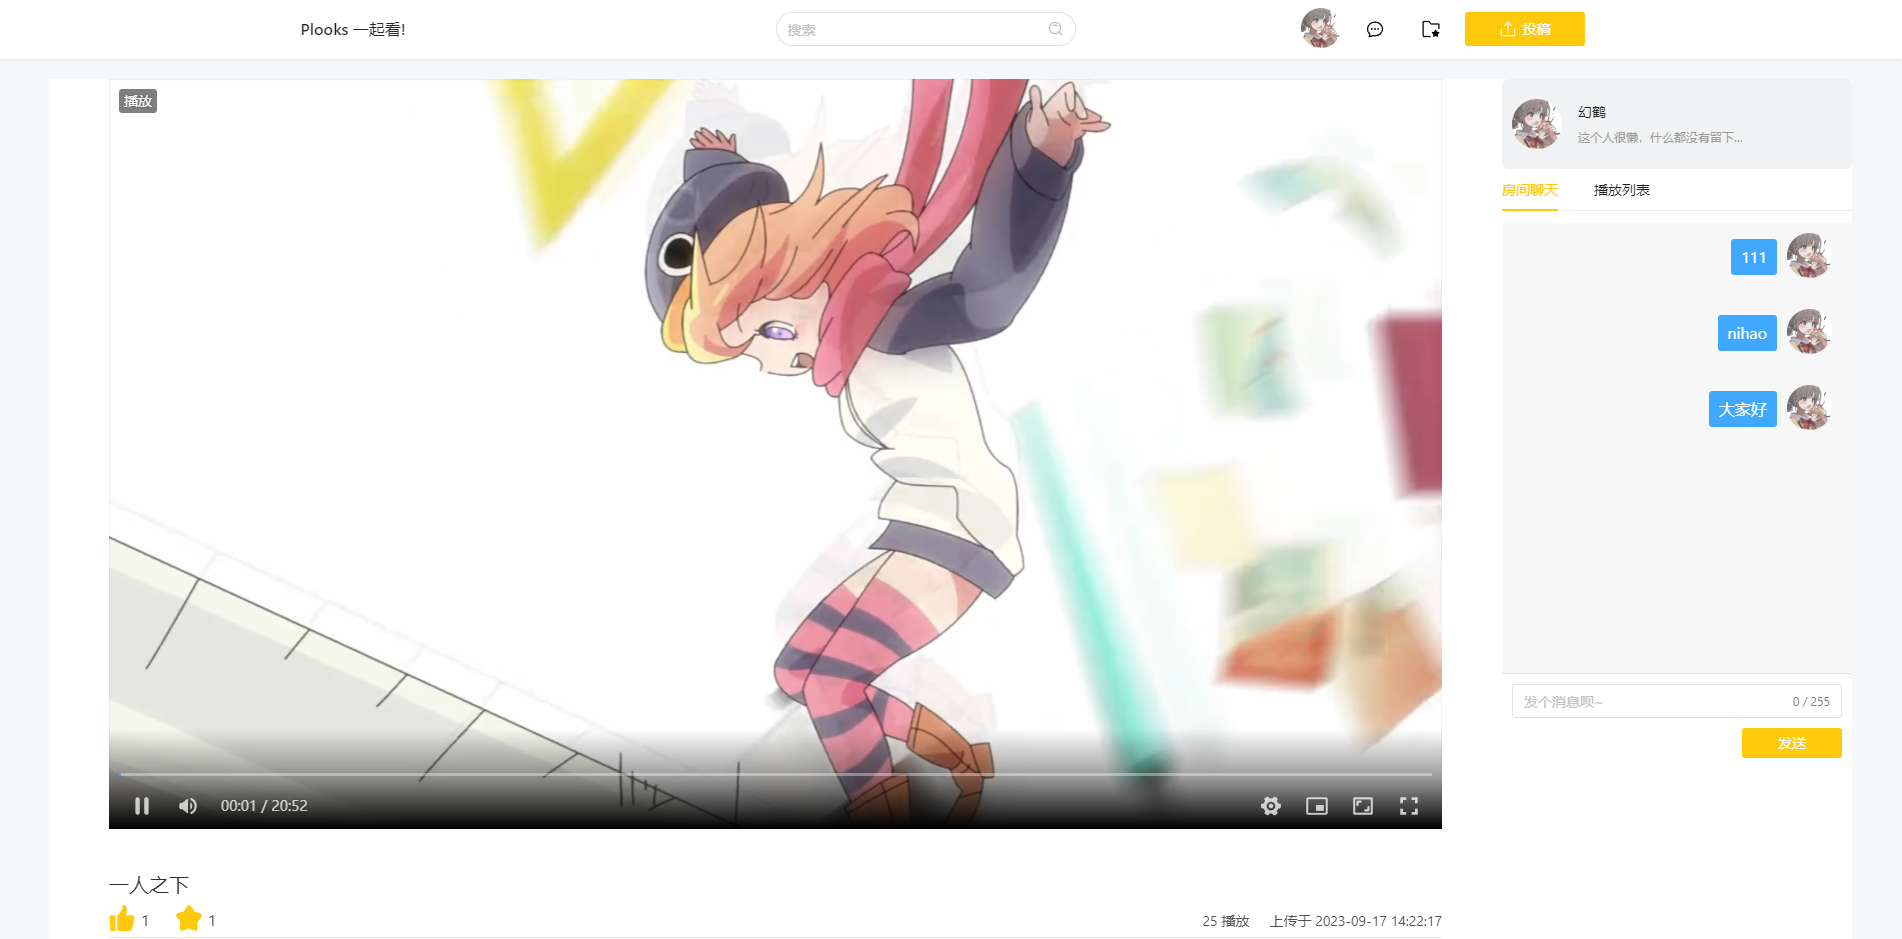 Plooks 一起看!
搜索
投稿
播放
00:01 / 20:52
一人之下
1
1
25 播放
上传于 2023-09-17 14:22:17
幻鹤
这个人很懒，什么都没有留下...
房间聊天
播放列表
111
nihao
大家好
发个消息呗~
0 / 255
发送